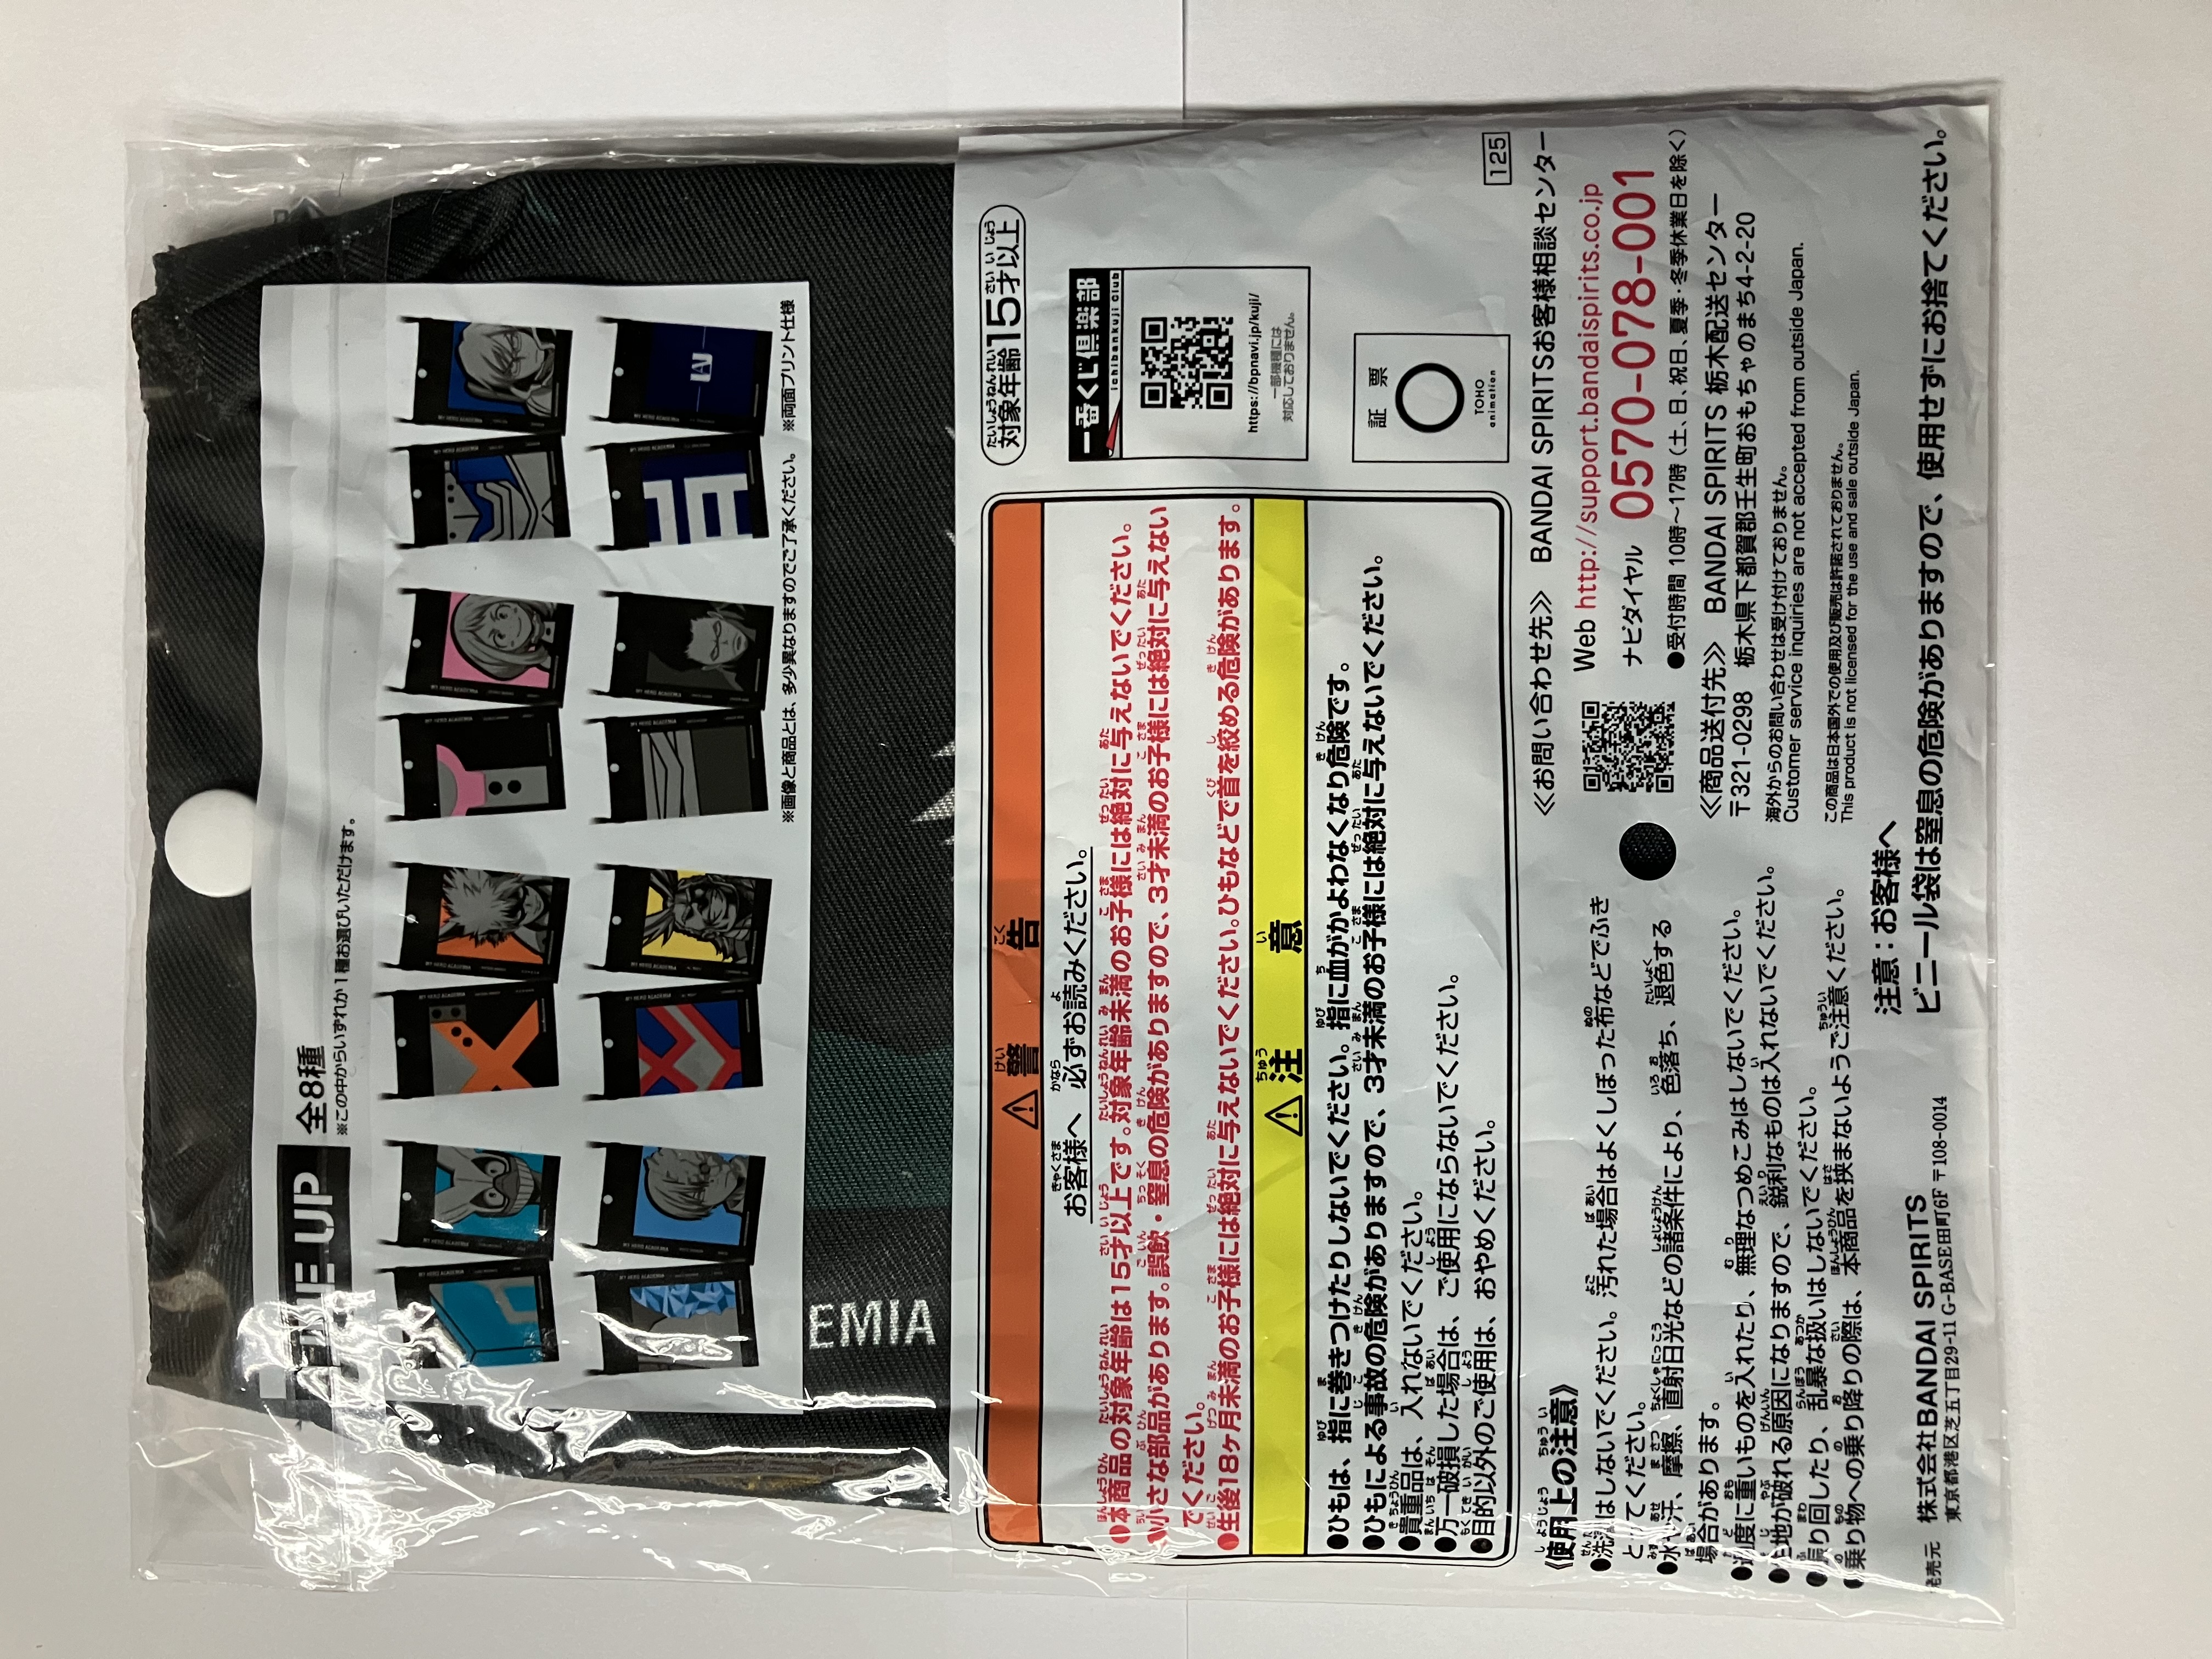 LINE UP 全8種
※この中からいずれか1種お選びいただけます。
※画像と商品とは、多少異なりますのでご了承ください。 ※両面プリント仕様
EMIA
対象年齢15才以上
一番くじ倶楽部
Ichibankuji Club
https://bpnavi.jp/kuji/
一部機種には
対応しておりません。
証 票
TOHO
animation
125
⚠警告
お客様へ 必ずお読みください。
●本商品の対象年齢は15才以上です。対象年齢未満のお子様には絶対に与えないでください。
●小さな部品があります。誤飲・窒息の危険がありますので、3才未満のお子様には絶対に与えない
でください。
●生後18ヶ月未満のお子様には絶対に与えないでください。ひもなどで首を絞める危険があります。
⚠注意
●ひもは、指に巻きつけたりしないでください。指に血がかよわなくなり危険です。
●ひもによる事故の危険がありますので、3才未満のお子様には絶対に与えないでください。
●貴重品は、入れないでください。
●万一破損した場合は、ご使用にならないでください。
●目的以外のご使用は、おやめください。
《使用上の注意》
●洗濯はしないでください。汚れた場合はよくしぼった布などでふき
とってください。
●水や汗、摩擦、直射日光などの諸条件により、色落ち、退色する
場合があります。
●過度に重いものを入れたり、無理なつめこみはしないでください。
●生地が破れる原因になりますので、鋭利なものは入れないでください。
●振り回したり、乱暴な扱いはしないでください。
●乗り物への乗り降りの際は、本商品を挟まないようご注意ください。
≪お問い合わせ先≫ BANDAI SPIRITSお客様相談センター
Web http://support.bandaispirits.co.jp
ナビダイヤル 0570-078-001
●受付時間 10時〜17時(土、日、祝日、夏季・冬季休業日を除く)
≪商品送付先≫ BANDAI SPIRITS 栃木配送センター
〒321-0298 栃木県下都賀郡壬生町おもちゃのまち4-2-20
海外からのお問い合わせは受け付けておりません。
Customer service inquiries are not accepted from outside Japan.
この商品は日本国外での使用及び販売は許諾されておりません。
This product is not licensed for the use and sale outside Japan.
注意：お客様へ
ビニール袋は窒息の危険がありますので、使用せずにお捨てください。
発売元 株式会社BANDAI SPIRITS
東京都港区芝五丁目29-11 G-BASE田町6F 〒108-0014